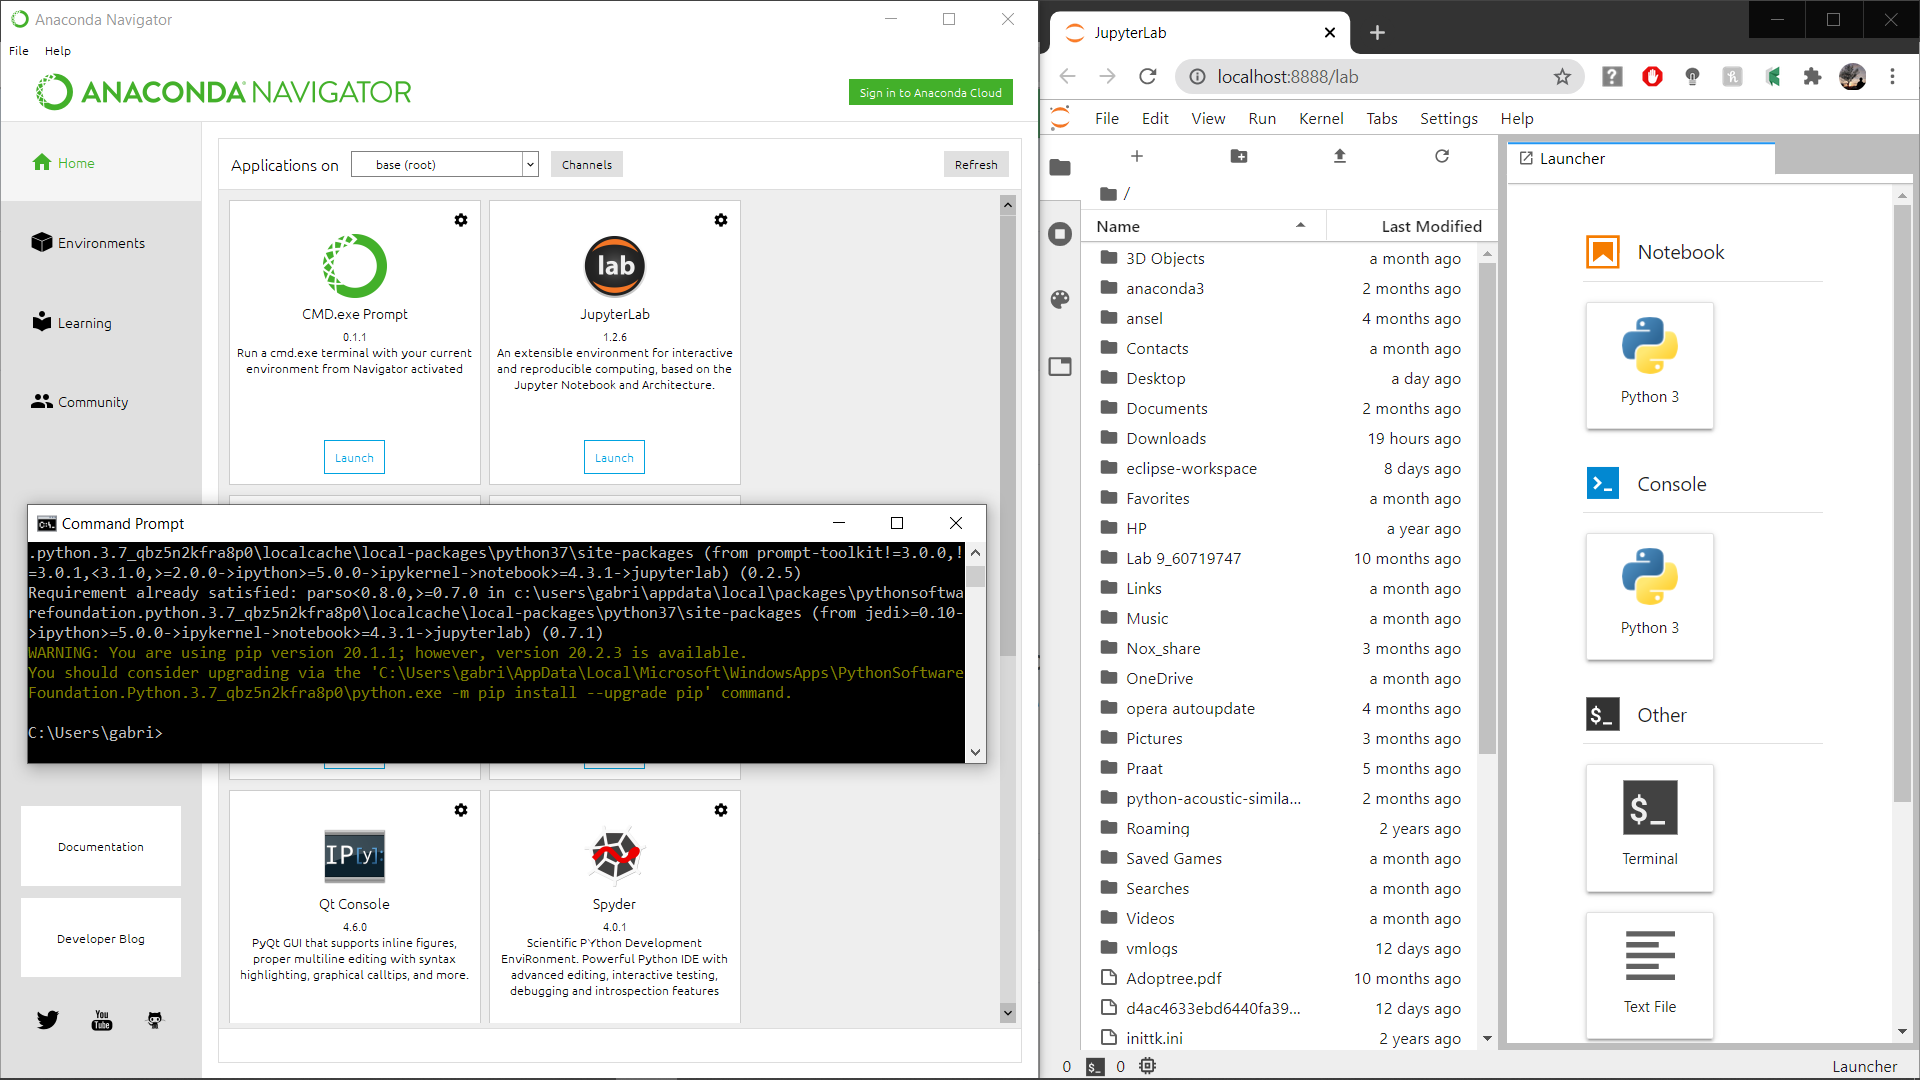 Anaconda Navigator
File Help
ANACONDA NAVIGATOR
Sign in to Anaconda Cloud
Home
Environments
Learning
Community
Documentation
Developer Blog
You Tube
Applications on base (root) Channels Refresh
CMD.exe Prompt
0.1.1
Run a cmd.exe terminal with your current
environment from Navigator activated
Launch
lab
JupyterLab
1.2.6
An extensible environment for interactive
and reproducible computing, based on the
Jupyter Notebook and Architecture.
Launch
Command Prompt
.python.3.7_qbz5n2kfra8p0\localcache\local-packages\python37\site-packages (from prompt-toolkit!=3.0.0,!
=3.0.1,<3.1.0,>=2.0.0->ipython>=5.0.0->ipykernel->notebook>=4.3.1->jupyterlab) (0.2.5)
Requirement already satisfied: parso<0.8.0,>=0.7.0 in c:\users\gabri\appdata\local\packages\pythonsoftwa
refoundation.python.3.7_qbz5n2kfra8p0\localcache\local-packages\python37\site-packages (from jedi>=0.10-
>ipython>=5.0.0->ipykernel->notebook>=4.3.1->jupyterlab) (0.7.1)
WARNING: You are using pip version 20.1.1; however, version 20.2.3 is available.
You should consider upgrading via the 'C:\Users\gabri\AppData\Local\Microsoft\WindowsApps\PythonSoftware
Foundation.Python.3.7_qbz5n2kfra8p0\python.exe -m pip install --upgrade pip' command.
C:\Users\gabri>
IP[y]:
Qt Console
4.6.0
PyQt GUI that supports inline figures,
proper multiline editing with syntax
highlighting, graphical calltips, and more.
Spyder
4.0.1
Scientific PYthon Development
EnviRonment. Powerful Python IDE with
advanced editing, interactive testing,
debugging and introspection features
JupyterLab
localhost:8888/lab
File Edit View Run Kernel Tabs Settings Help
/
Name Last Modified
3D Objects a month ago
anaconda3 2 months ago
ansel 4 months ago
Contacts a month ago
Desktop a day ago
Documents 2 months ago
Downloads 19 hours ago
eclipse-workspace 8 days ago
Favorites a month ago
HP a year ago
Lab 9_60719747 10 months ago
Links a month ago
Music a month ago
Nox_share 3 months ago
OneDrive a month ago
opera autoupdate 4 months ago
Pictures 3 months ago
Praat 5 months ago
python-acoustic-simila... 2 months ago
Roaming 2 years ago
Saved Games a month ago
Searches a month ago
Videos a month ago
vmlogs 12 days ago
Adoptree.pdf 10 months ago
d4ac4633ebd6440fa39... 12 days ago
inittk.ini 2 years ago
Launcher
Notebook
Python 3
Console
Python 3
$_ Other
$_
Terminal
Text File
0 $_ 0 Launcher